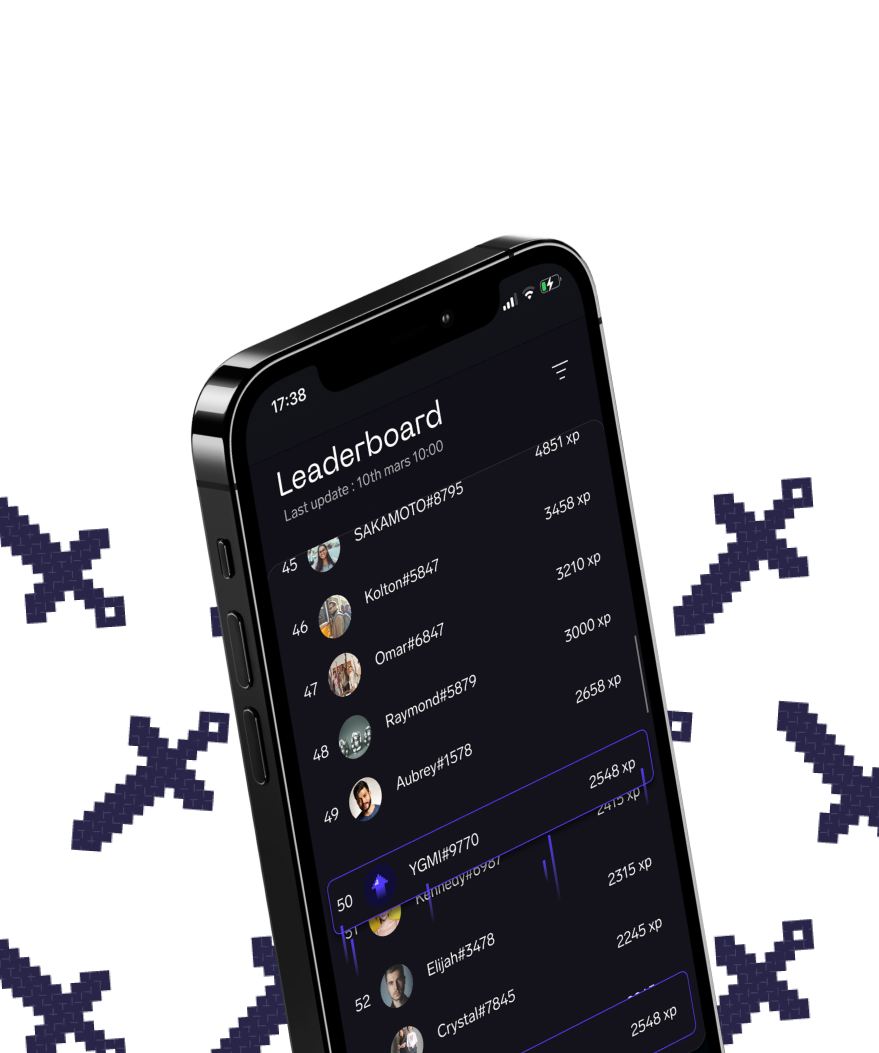 17:38
Leaderboard
Last update : 10th mars 10:00
45 SAKAMOTO#8795 4851 xp
46 Kolton#5847 3458 xp
47 Omar#6847 3210 xp
48 Raymond#5879 3000 xp
49 Aubrey#1578 2658 xp
50 YGMI#9770 2548 xp
51 Kennedy#6987 2415 xp
52 Elijah#3478 2315 xp
Crystal#7845 2245 xp
2548 xp